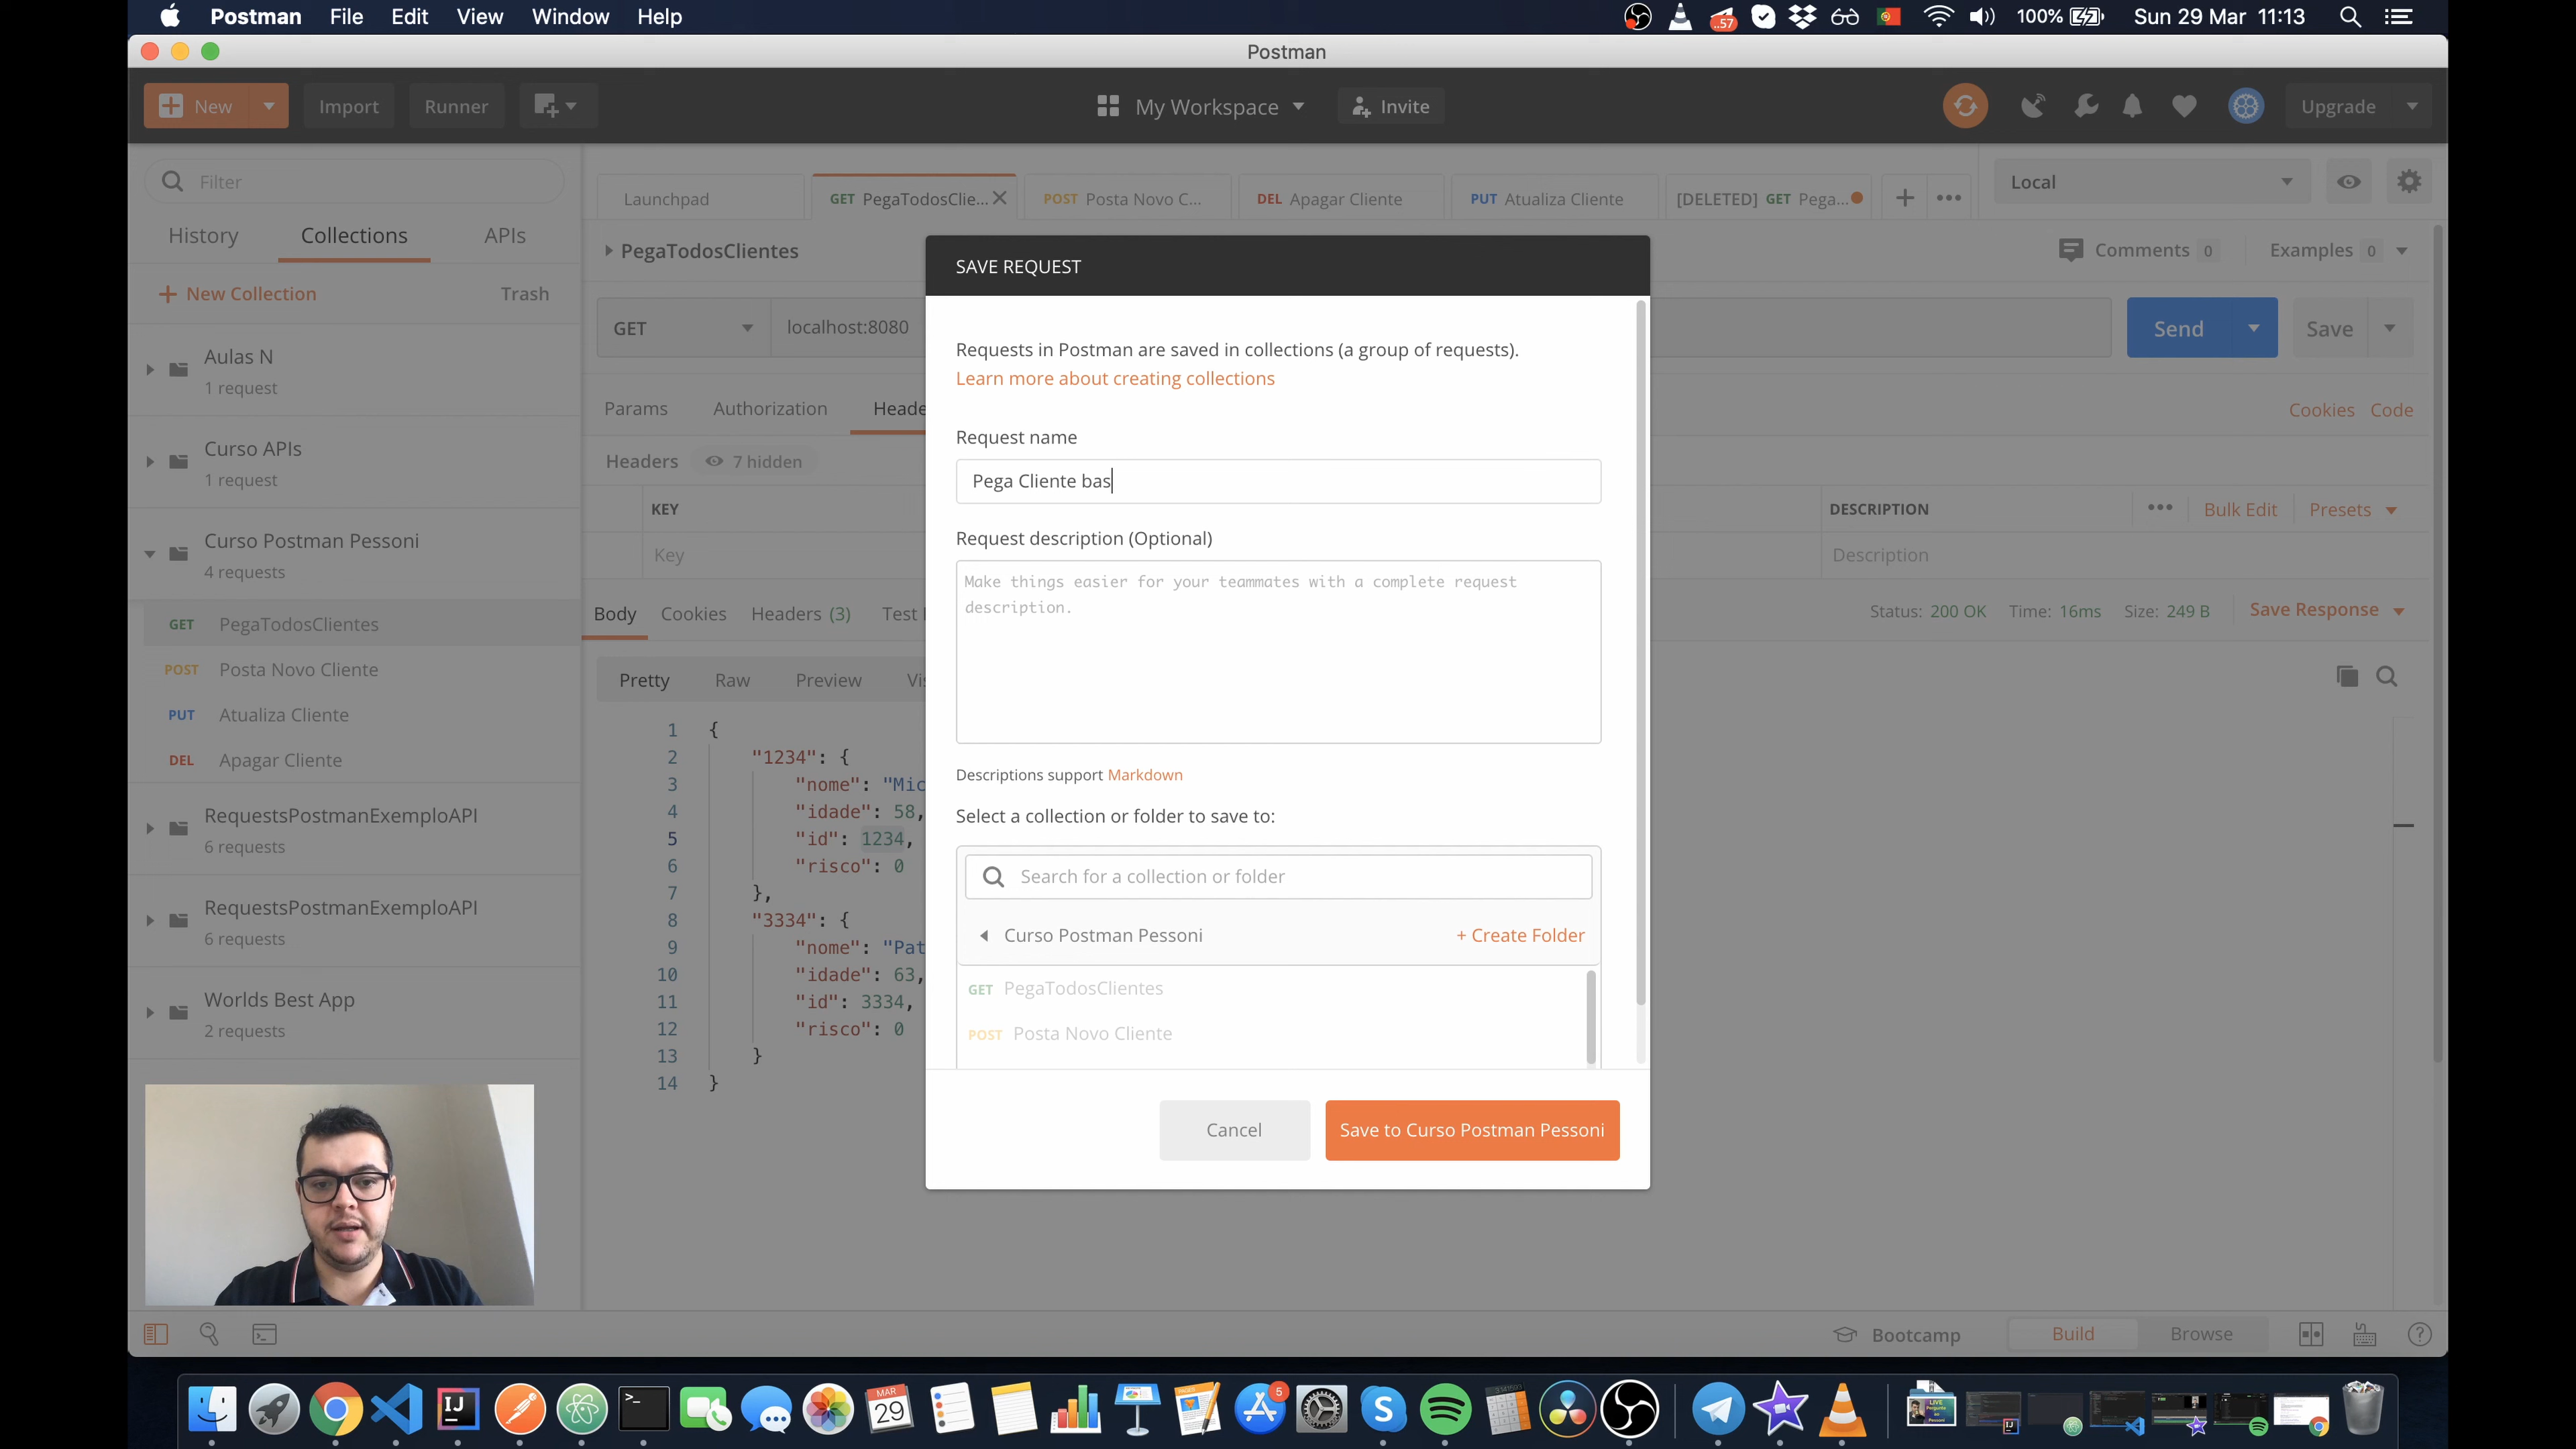 Postman File Edit View Window Help
57 100% Sun 29 Mar 11:13
Postman
New Import Runner My Workspace Invite Upgrade
Filter
History Collections APIs
New Collection Trash
Aulas N
1 request
Curso APIs
1 request
Curso Postman Pessoni
4 requests
GET PegaTodosClientes
POST Posta Novo Cliente
PUT Atualiza Cliente
DEL Apagar Cliente
RequestsPostmanExemploAPI
6 requests
RequestsPostmanExemploAPI
6 requests
Worlds Best App
2 requests
Launchpad GET PegaTodosClie... POST Posta Novo C... DEL Apagar Cliente PUT Atualiza Cliente [DELETED] GET Pega... Local
PegaTodosClientes Comments 0 Examples 0
GET localhost:8080 Send Save
Params Authorization Heade Cookies Code
Headers 7 hidden
KEY DESCRIPTION ••• Bulk Edit Presets
Key Description
Body Cookies Headers (3) Test Status: 200 OK Time: 16ms Size: 249 B Save Response
Pretty Raw Preview Vis
1 {
2 "1234": {
3 "nome": "Mic
4 "idade": 58,
5 "id": 1234,
6 "risco": 0
7 },
8 "3334": {
9 "nome": "Pat
10 "idade": 63,
11 "id": 3334,
12 "risco": 0
13 }
14 }
SAVE REQUEST
Requests in Postman are saved in collections (a group of requests).
Learn more about creating collections
Request name
Pega Cliente bas
Request description (Optional)
Make things easier for your teammates with a complete request
description.
Descriptions support Markdown
Select a collection or folder to save to:
Search for a collection or folder
Curso Postman Pessoni + Create Folder
GET PegaTodosClientes
POST Posta Novo Cliente
Cancel Save to Curso Postman Pessoni
Bootcamp Build Browse
IJ MAR 29 5